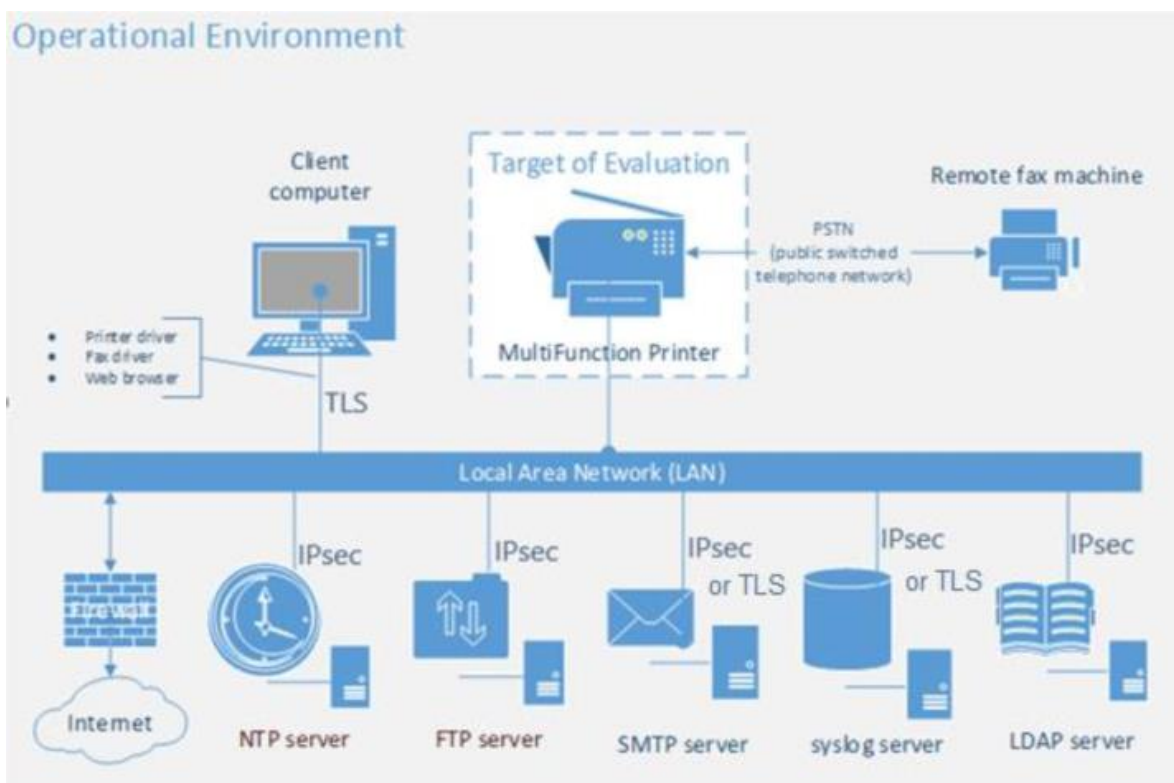 Operational Environment
Client
computer
Target of Evaluation
Remote fax machine
PSTN
(public switched
telephone network)
MultiFunction Printer
Printer driver
Fax driver
Web browser
TLS
Local Area Network (LAN)
IPsec
IPsec
IPsec
or TLS
IPsec
or TLS
IPsec
Firewall
Internet
NTP server
FTP server
SMTP server
syslog server
LDAP server